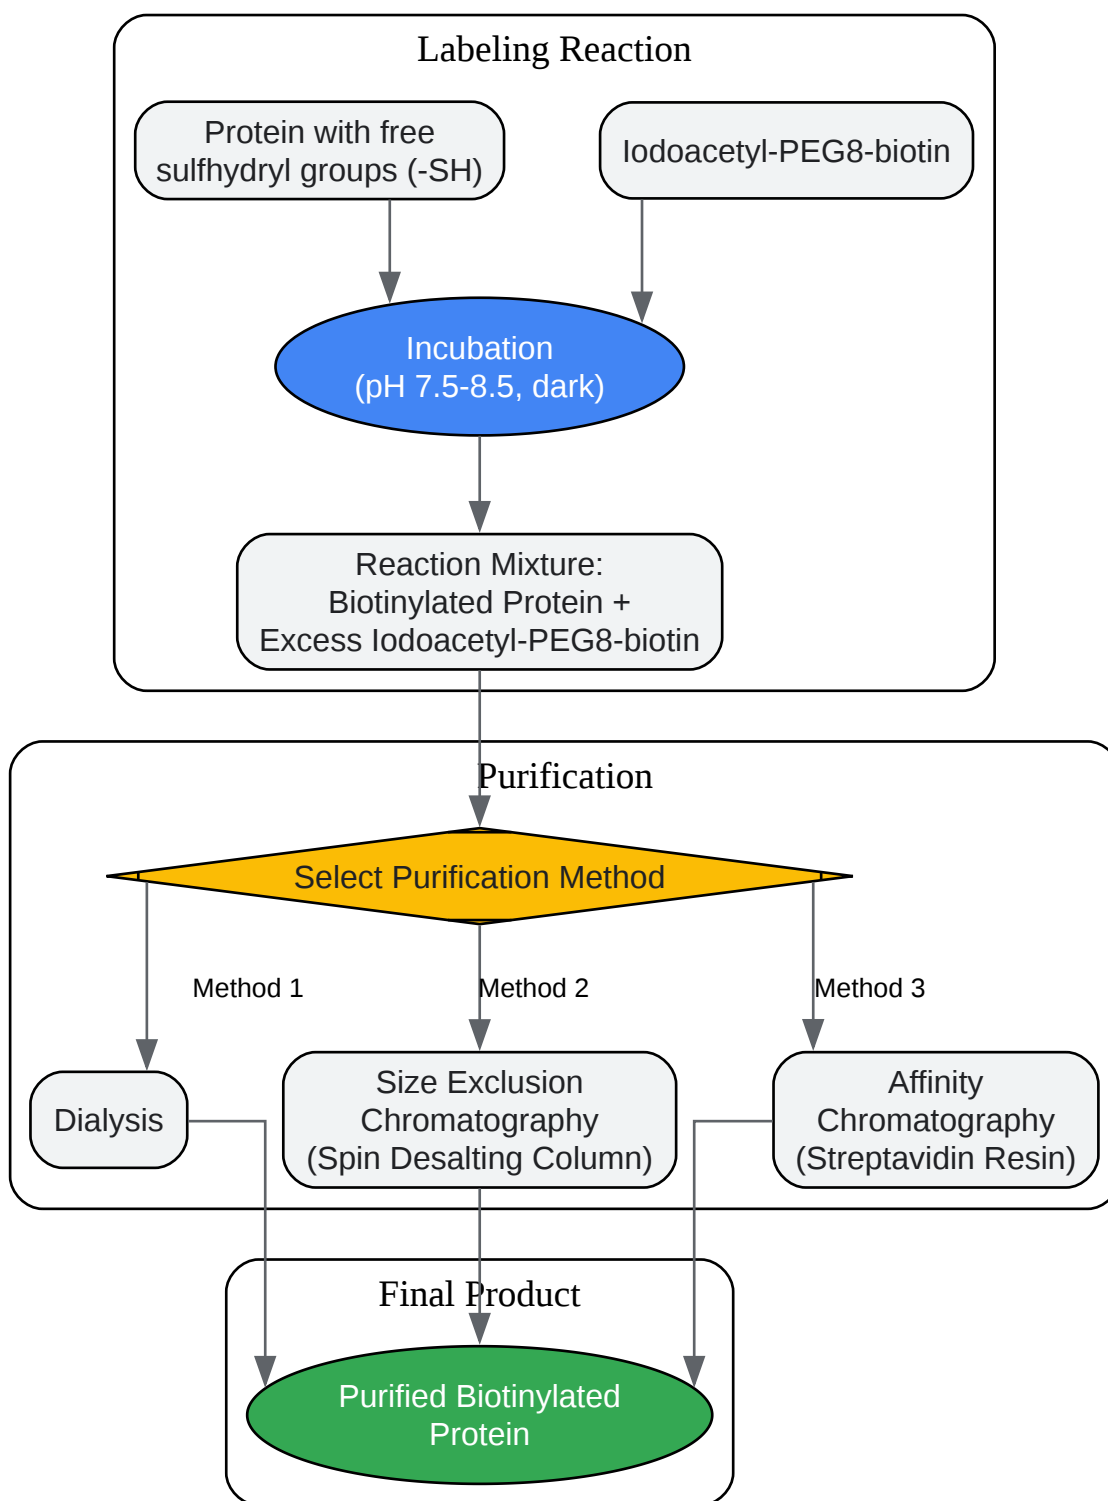 Labeling Reaction
Protein with free
sulfhydryl groups (-SH)
Iodoacetyl-PEG8-biotin
Incubation
(pH 7.5-8.5, dark)
Reaction Mixture:
Biotinylated Protein +
Excess Iodoacetyl-PEG8-biotin
Purification
Select Purification Method
Method 1
Method 2
Method 3
Dialysis
Size Exclusion
Chromatography
(Spin Desalting Column)
Affinity
Chromatography
(Streptavidin Resin)
Final Product
Purified Biotinylated
Protein